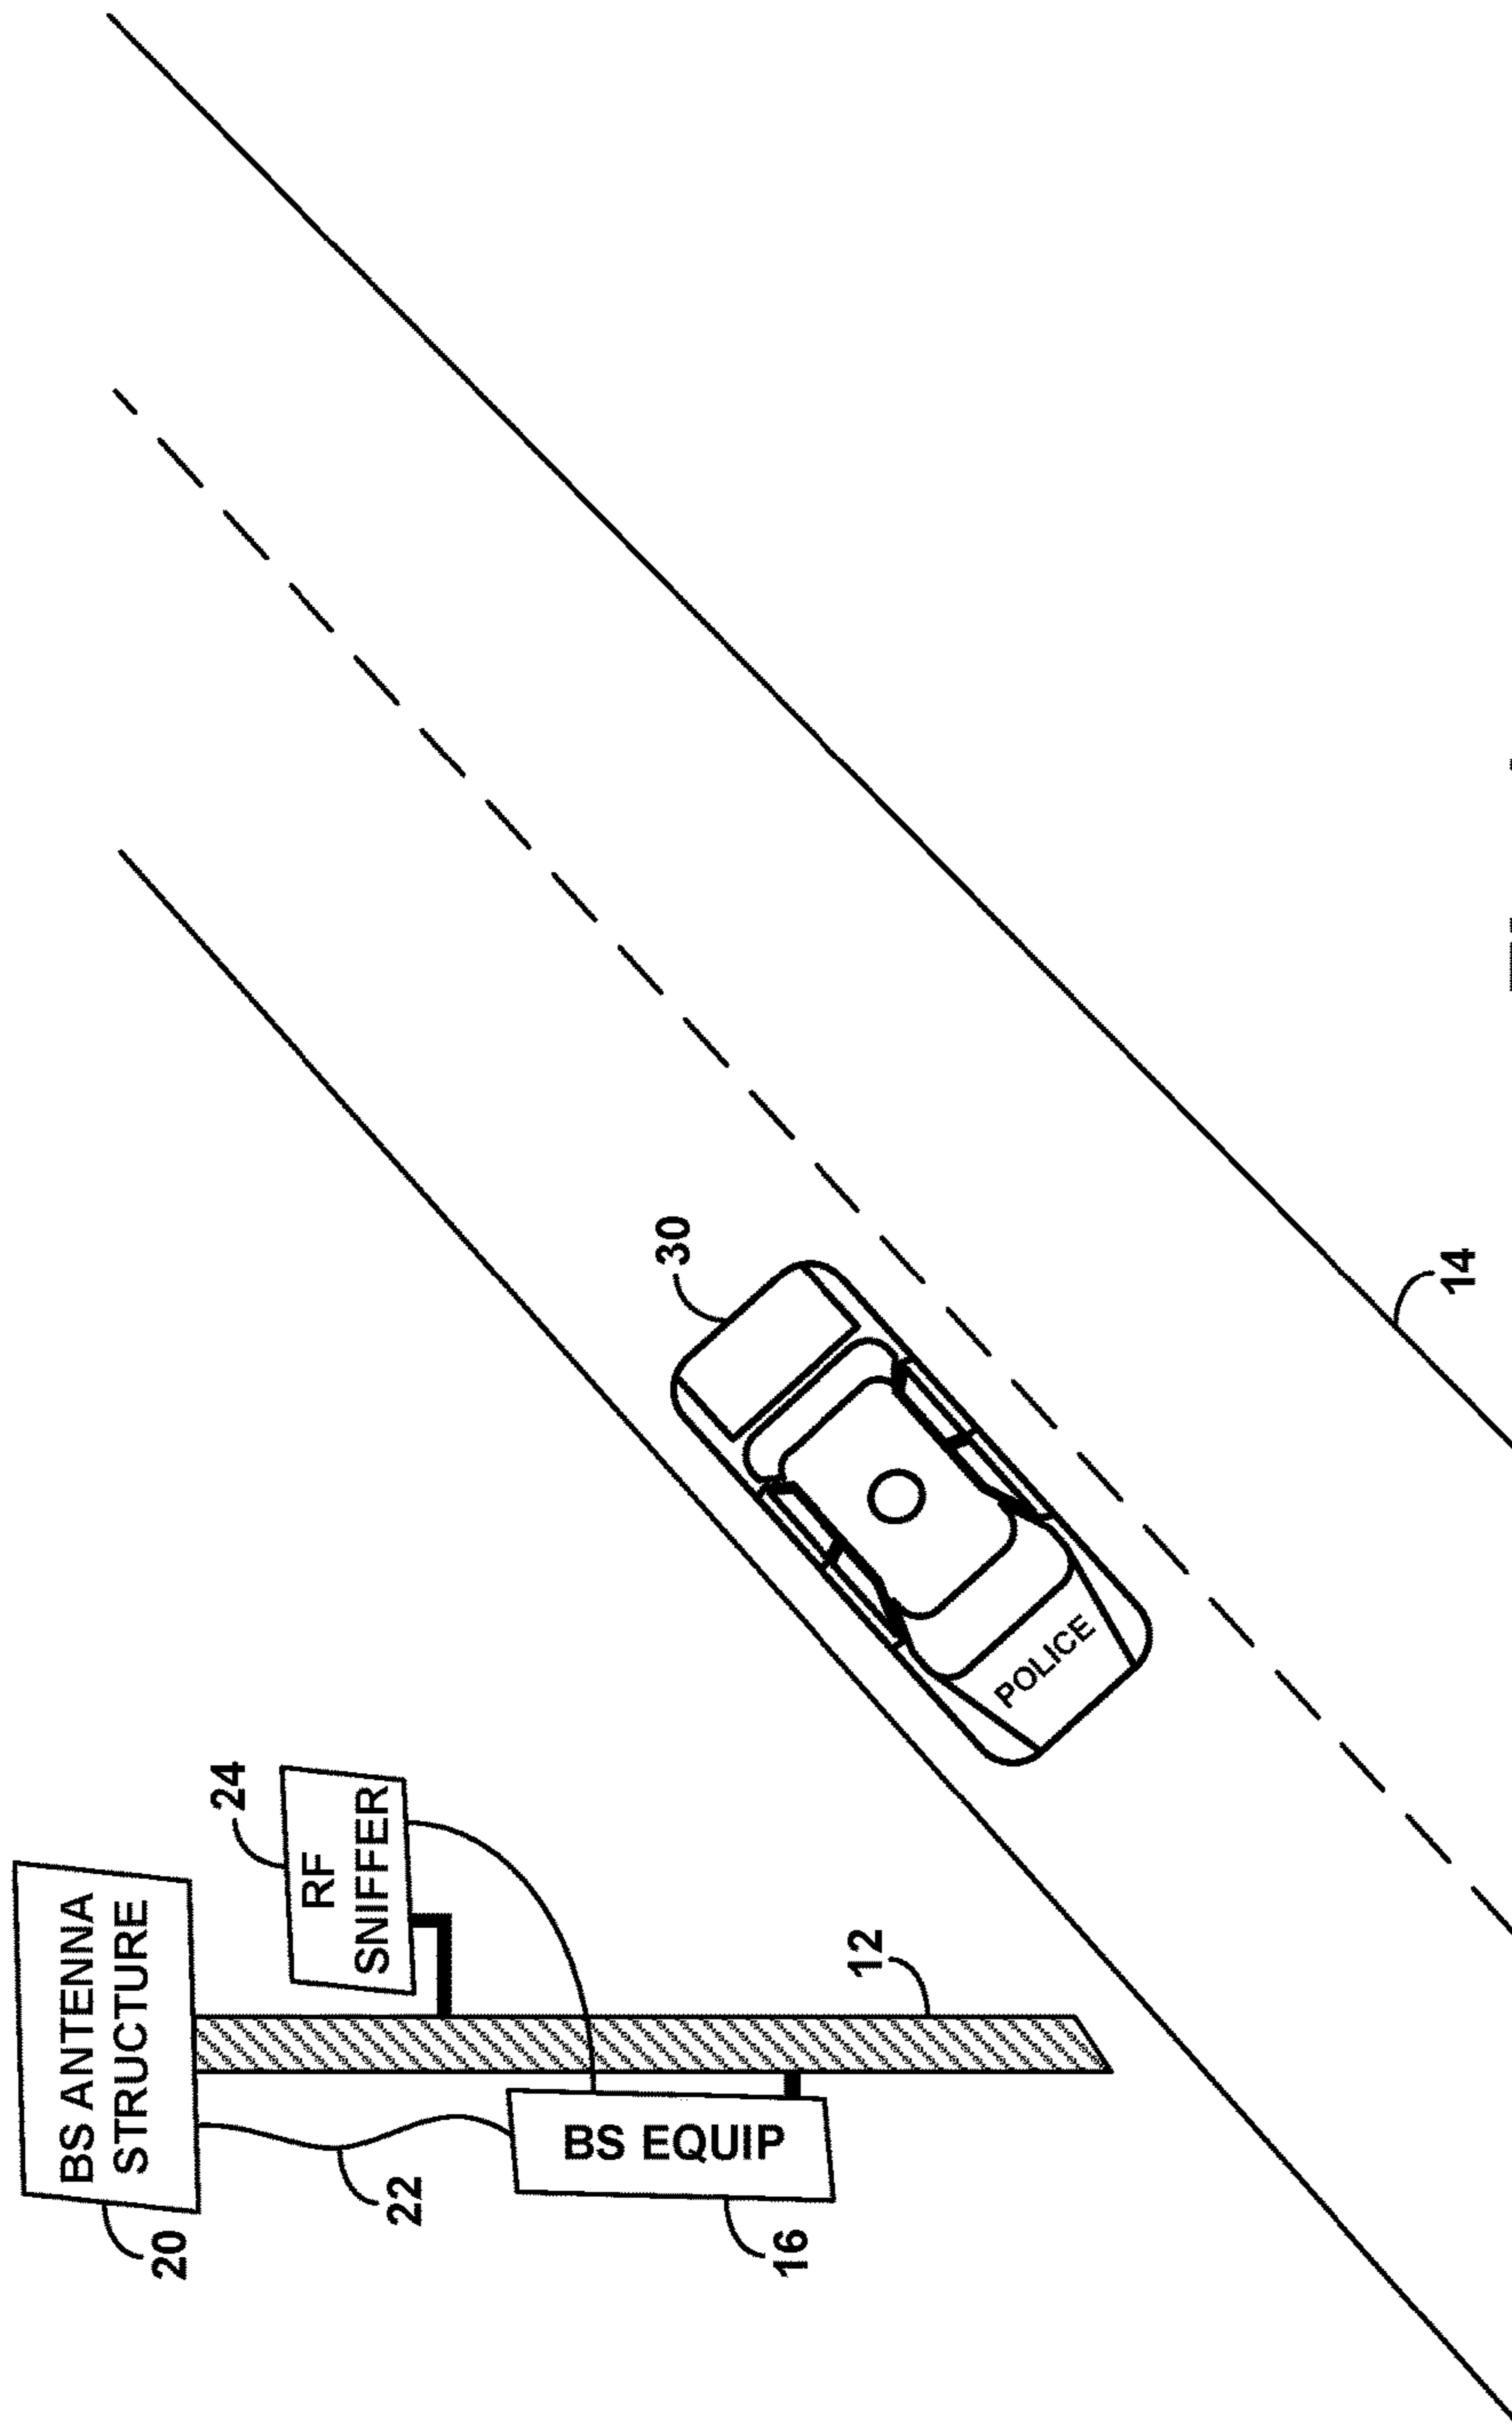 BS ANTENNA
STRUCTURE
20
22
RF
SNIFFER
24
BS EQUIP
16
12
30
POLICE
14